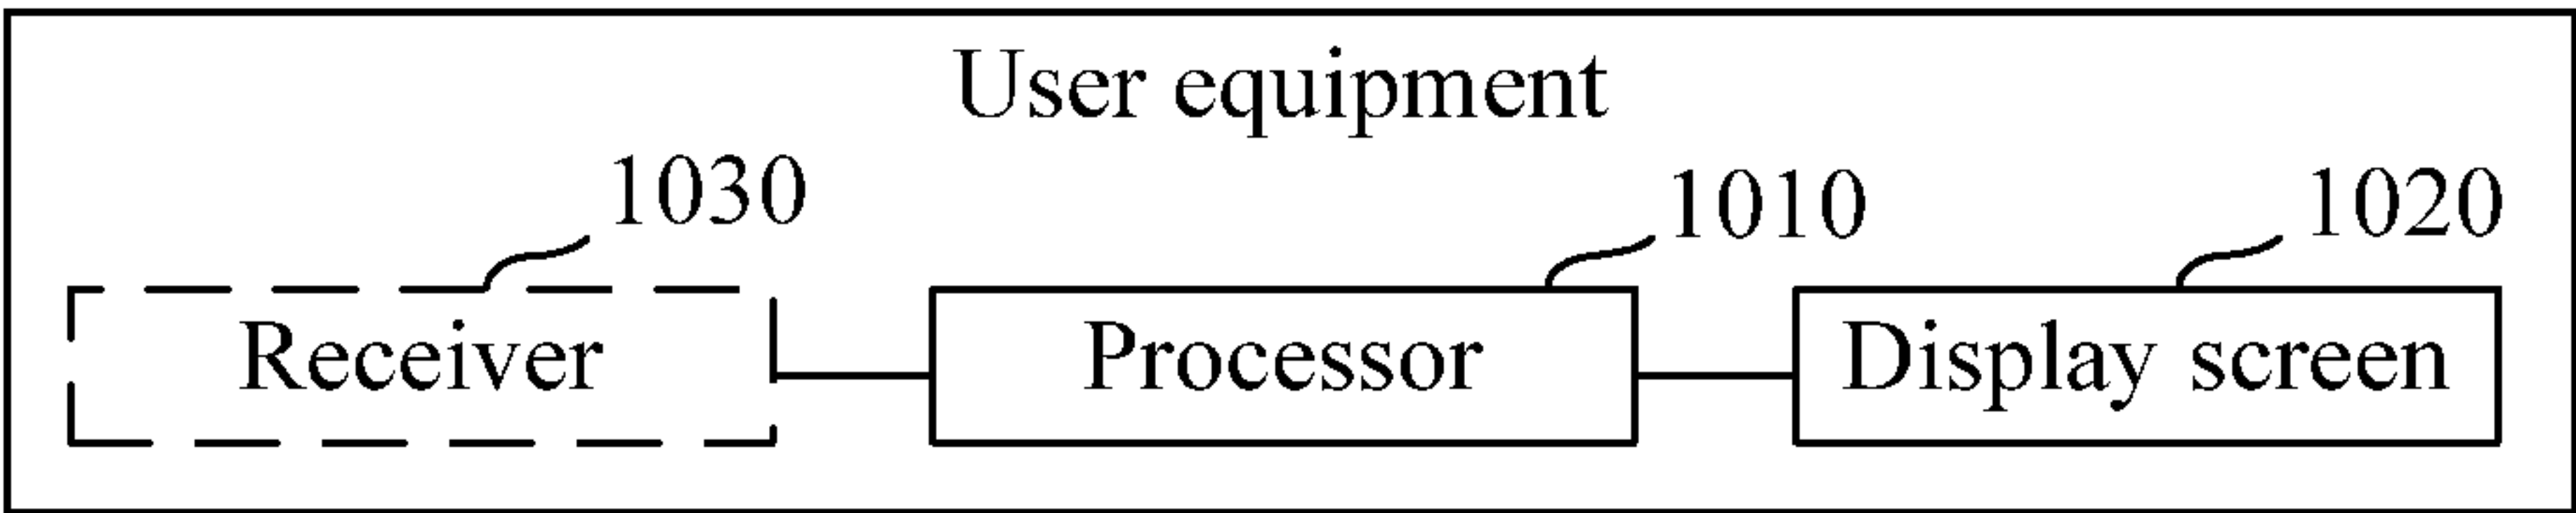 User equipment
1030
1010
1020
Receiver
Processor
Display screen